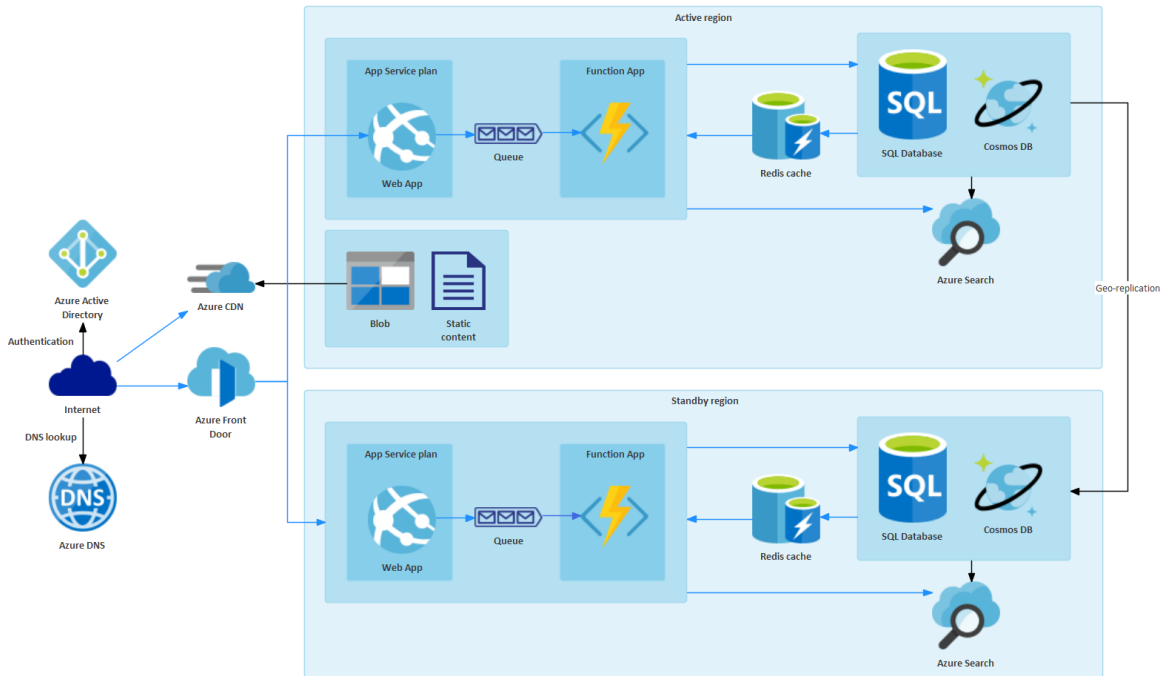 Active region
App Service plan
Function App
SQL
Web App
Queue
Redis cache
SQL Database
Cosmos DB
Azure Search
Geo-replication
Azure Active
Directory
Azure CDN
Blob
Static
content
Authentication
Internet
Azure Front
Door
DNS lookup
DNS
Azure DNS
Standby region
App Service plan
Function App
SQL
Web App
Queue
Redis cache
SQL Database
Cosmos DB
Azure Search